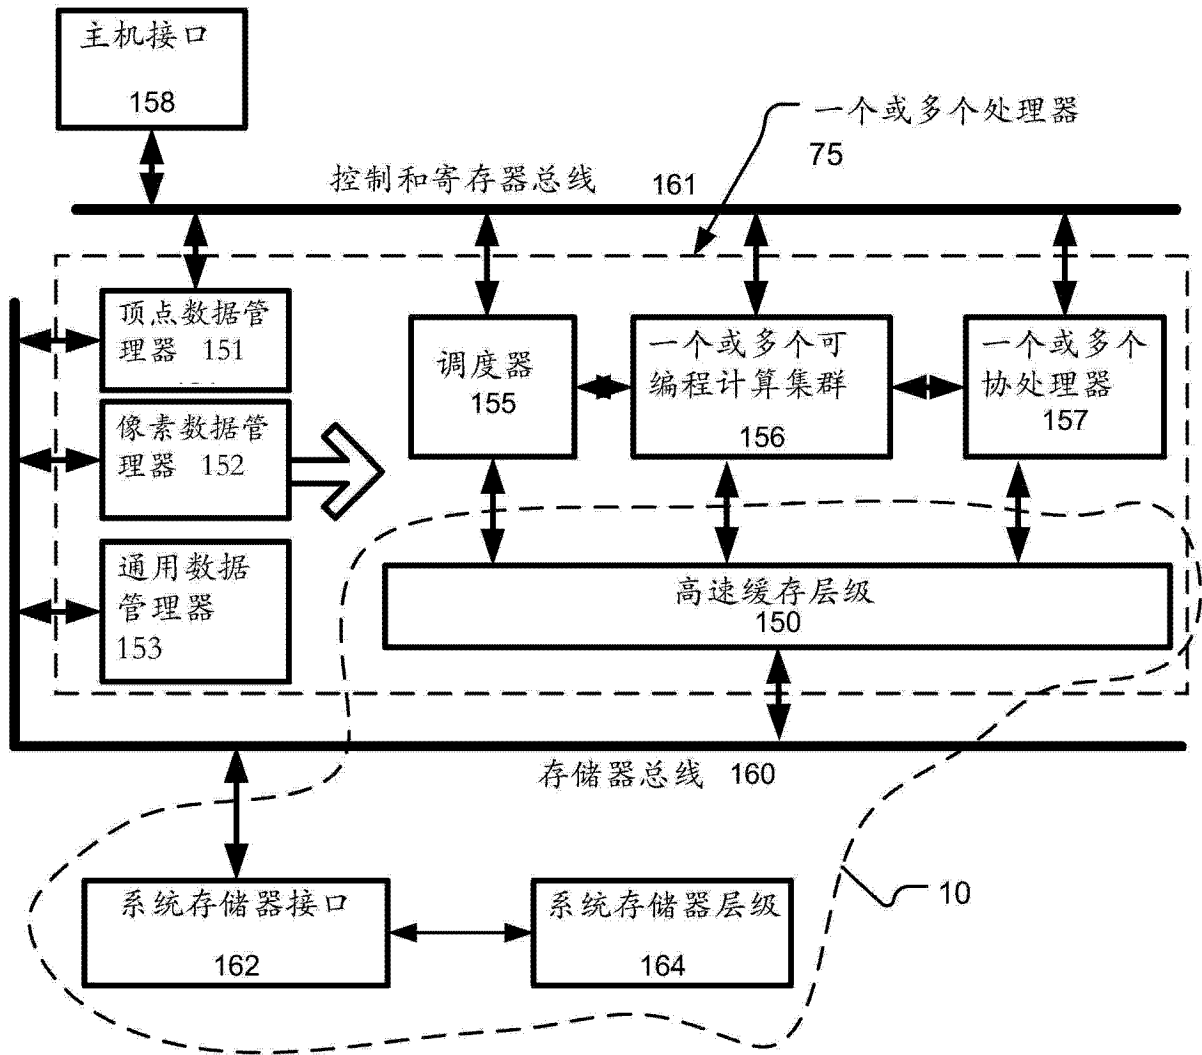 主机接口
158
一个或多个处理器
75
控制和寄存器总线 161
顶点数据管
理器 151
像素数据管
理器 152
通用数据
管理器
153
调度器
155
一个或多个可
编程计算集群
156
一个或多个
协处理器
157
高速缓存层级
150
存储器总线 160
系统存储器接口
162
系统存储器层级
164
10